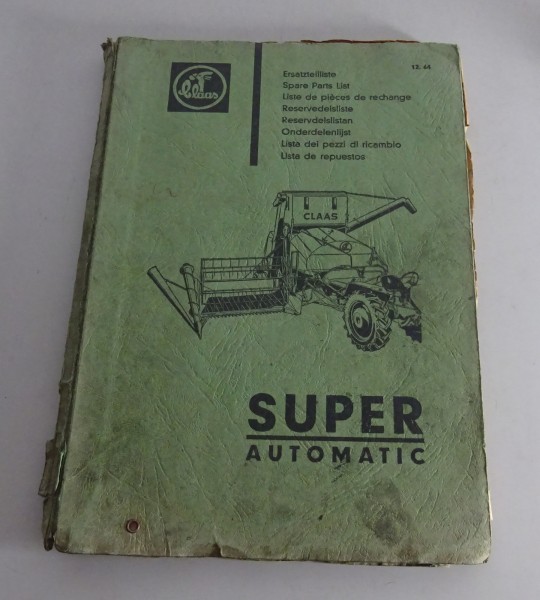 Claas
12. 64
Ersatzteilliste
Spare Parts List
Liste de pièces de rechange
Reservedelsliste
Reservdelslistan
Onderdelenlijst
Lista dei pezzi di ricambio
Lista de repuestos
CLAAS
SUPER
AUTOMATIC